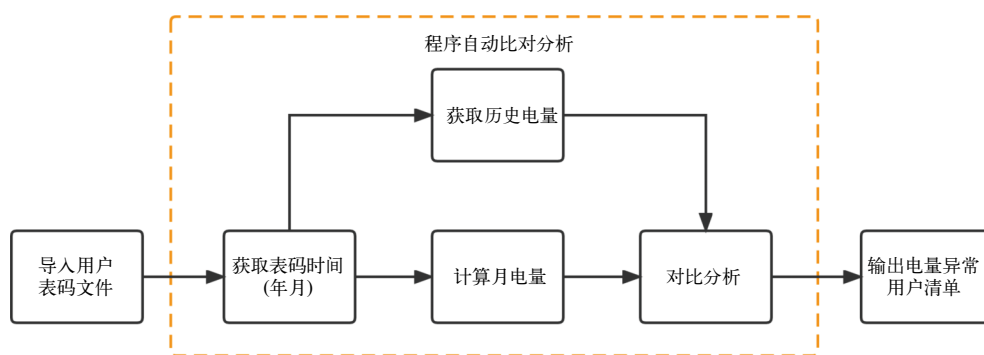 程序自动比对分析
获取历史电量
导入用户
表码文件
获取表码时间
(年月)
计算月电量
对比分析
输出电量异常
用户清单